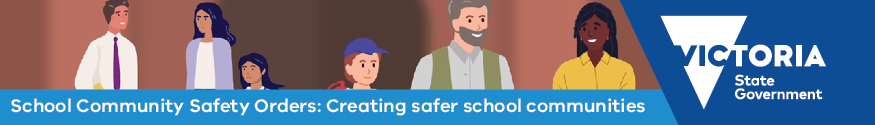 School Community Safety Orders: Creating safer school communities
VICTORIA
State
Government